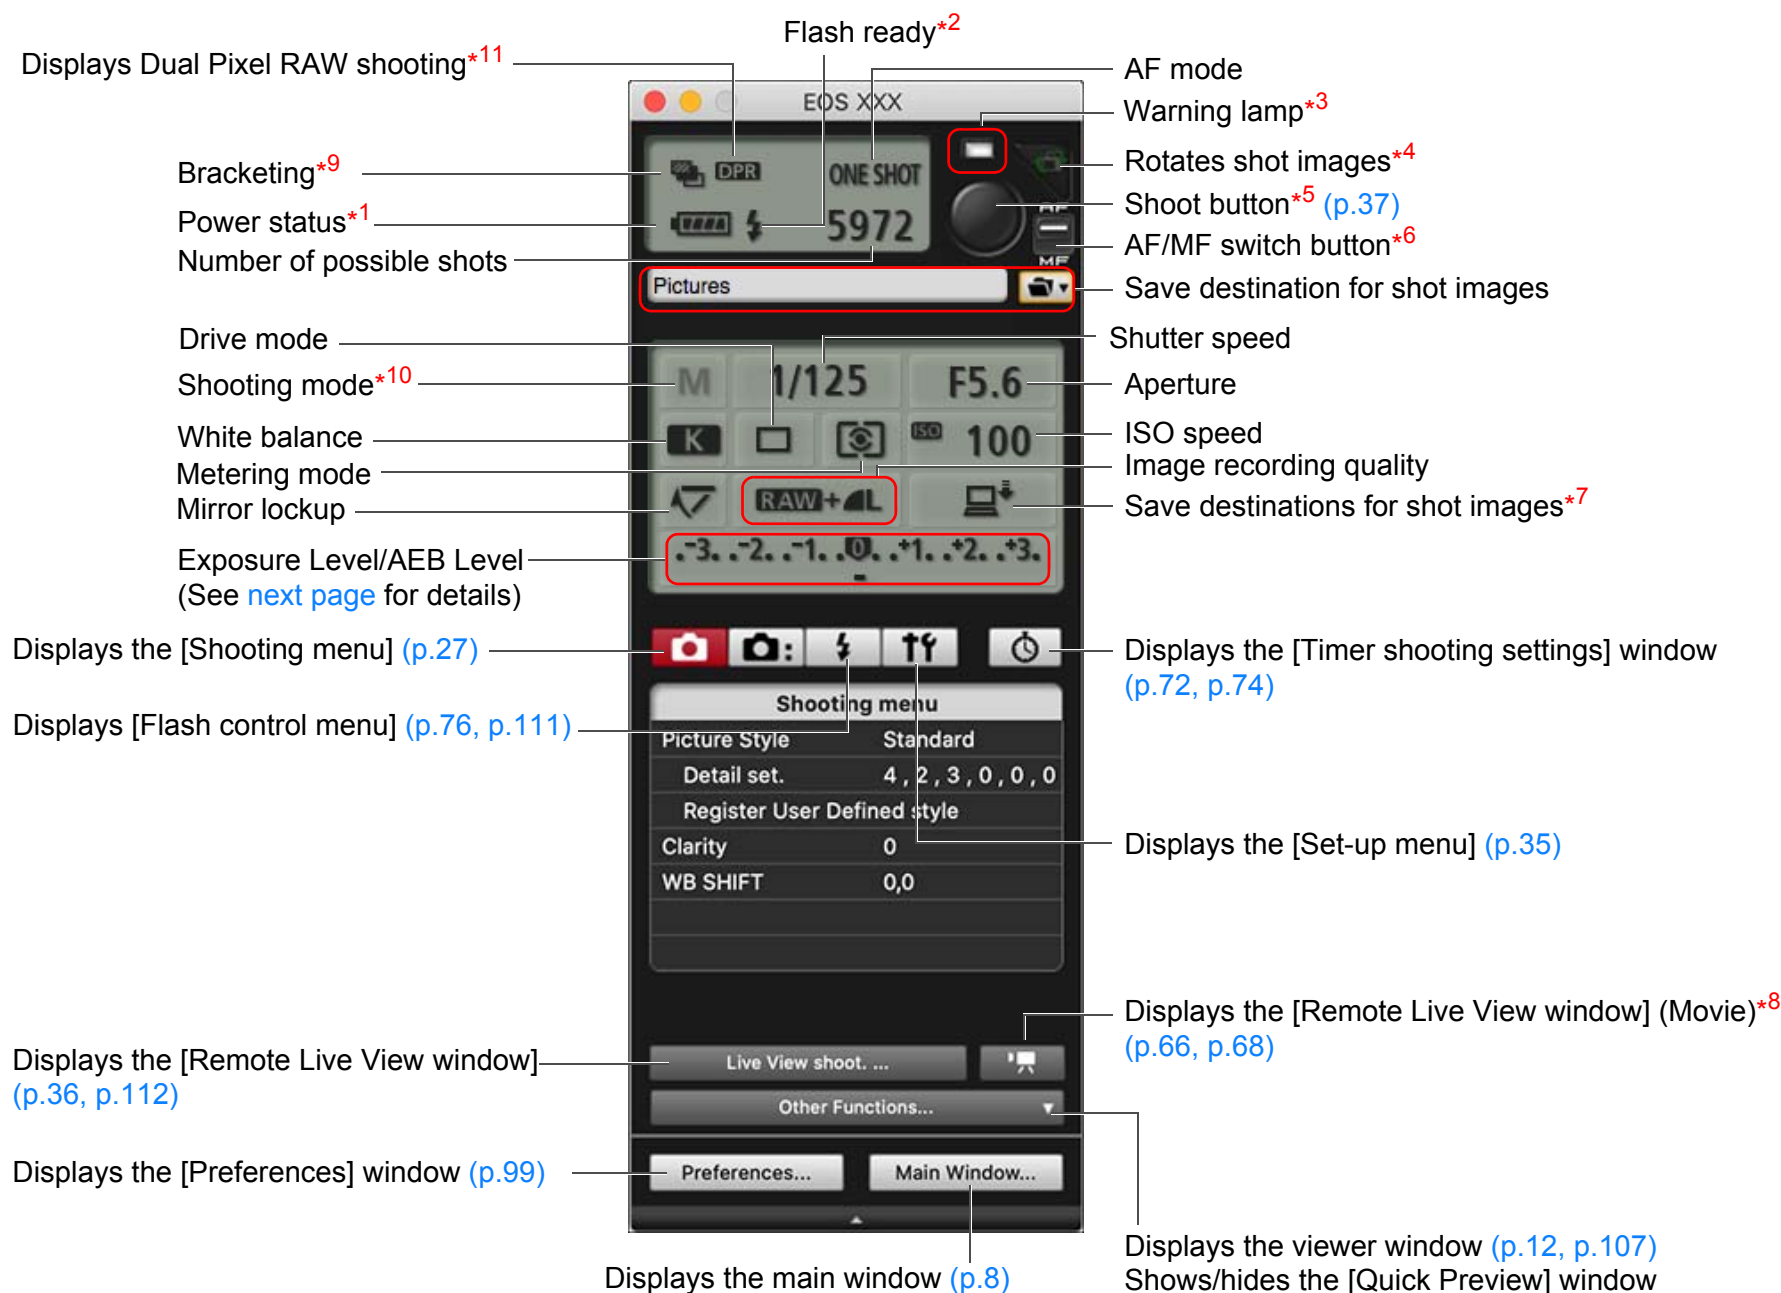 Flash ready*2
Displays Dual Pixel RAW shooting*11
AF mode
EOS XXX
Warning lamp*3
Bracketing*9
DPR
ONE SHOT
Rotates shot images*4
Shoot button*5 (p.37)
Power status*1
5972
AF
AF/MF switch button*6
MF
Number of possible shots
Pictures
Save destination for shot images
Drive mode
Shutter speed
Shooting mode*10
M
1/125
F5.6
Aperture
White balance
K
ISO
100
ISO speed
Metering mode
Image recording quality
Mirror lockup
RAW+L
Save destinations for shot images*7
Exposure Level/AEB Level
(See next page for details)
.-3. .-2. .-1. .0. .+1. .+2. .+3.
Displays the [Shooting menu] (p.27)
Displays the [Timer shooting settings] window
(p.72, p.74)
Shooting menu
Displays [Flash control menu] (p.76, p.111)
Picture Style Standard
Detail set. 4 , 2 , 3 , 0 , 0 , 0
Register User Defined style
Clarity 0
Displays the [Set-up menu] (p.35)
WB SHIFT 0,0
Displays the [Remote Live View window] (Movie)*8
(p.66, p.68)
Displays the [Remote Live View window]
(p.36, p.112)
Live View shoot. ...
Other Functions...
Displays the [Preferences] window (p.99)
Preferences...
Main Window...
Displays the main window (p.8)
Displays the viewer window (p.12, p.107)
Shows/hides the [Quick Preview] window